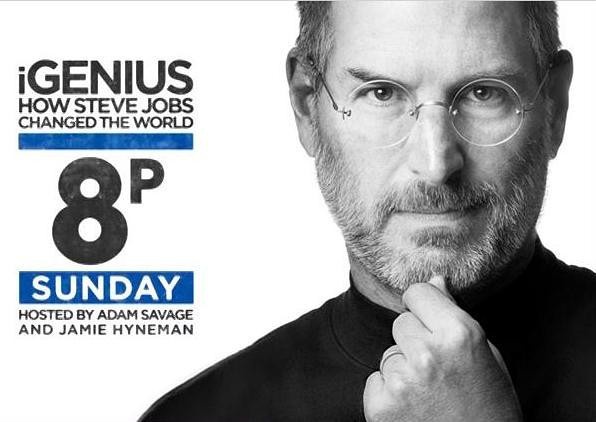 iGENIUS
HOW STEVE JOBS
CHANGED THE WORLD
8P
SUNDAY
HOSTED BY ADAM SAVAGE
AND JAMIE HYNEMAN